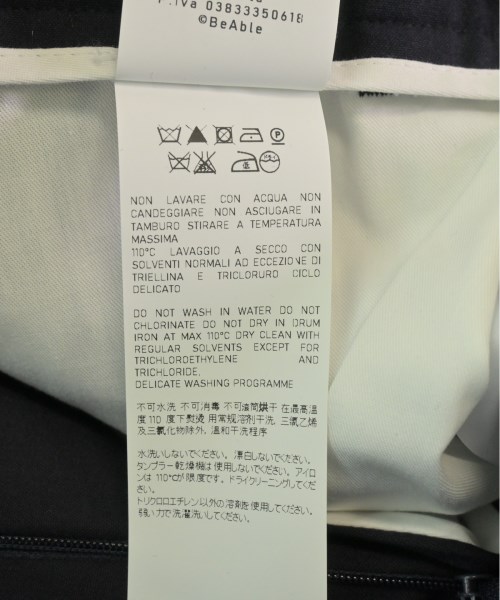 P.iva 03833350618
©BeAble
NON LAVARE CON ACQUA NON
CANDEGGIARE NON ASCIUGARE IN
TAMBURO STIRARE A TEMPERATURA
MASSIMA
110°C LAVAGGIO A SECCO CON
SOLVENTI NORMALI AD ECCEZIONE DI
TRIELLINA E TRICLORURO CICLO
DELICATO
DO NOT WASH IN WATER DO NOT
CHLORINATE DO NOT DRY IN DRUM
IRON AT MAX 110°C DRY CLEAN WITH
REGULAR SOLVENTS EXCEPT FOR
TRICHLOROETHYLENE AND
TRICHLORIDE.
DELICATE WASHING PROGRAMME
不可水洗 不可消毒 不可滚筒烘干 在最高温
度110 度下熨烫 用常规溶剂干洗, 三氯乙烯
及三氯化物除外, 温和干洗程序
水洗いしないでください。漂白しないでください。
タンブラー乾燥機は使用しないでください。アイロ
ンは110℃が限度です。ドライクリーニングしてくだ
さい。
トリクロロエチレン以外の溶剤を使用してください。
弱い力で洗濯洗いしてください。